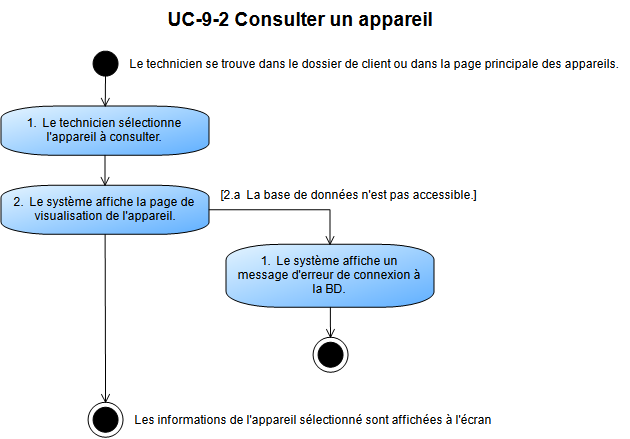 UC-9-2 Consulter un appareil
Le technicien se trouve dans le dossier de client ou dans la page principale des appareils.
1. Le technicien sélectionne
l'appareil à consulter.
2. Le système affiche la page de
visualisation de l'appareil.
[2.a La base de données n'est pas accessible.]
1. Le système affiche un
message d'erreur de connexion à
la BD.
Les informations de l'appareil sélectionné sont affichées à l'écran